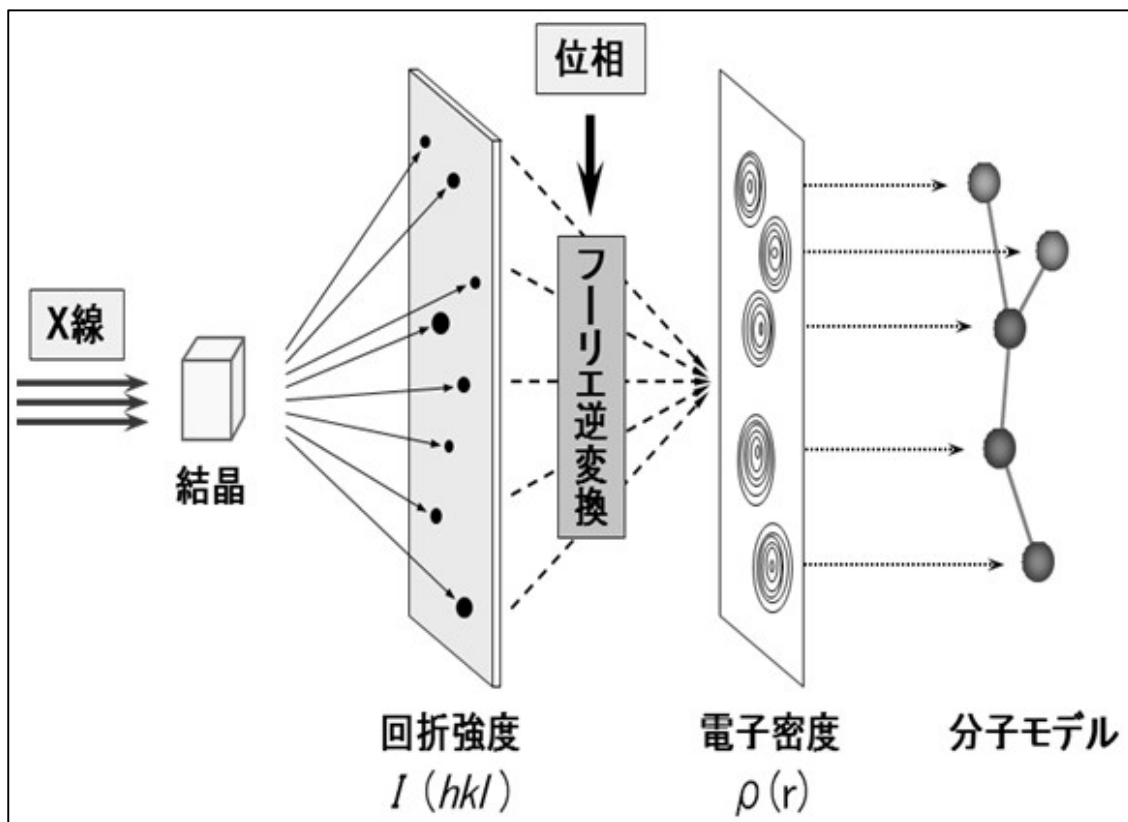 位相
X線
フーリエ逆変換
結晶
回折強度
I (hkl)
電子密度
ρ(r)
分子モデル